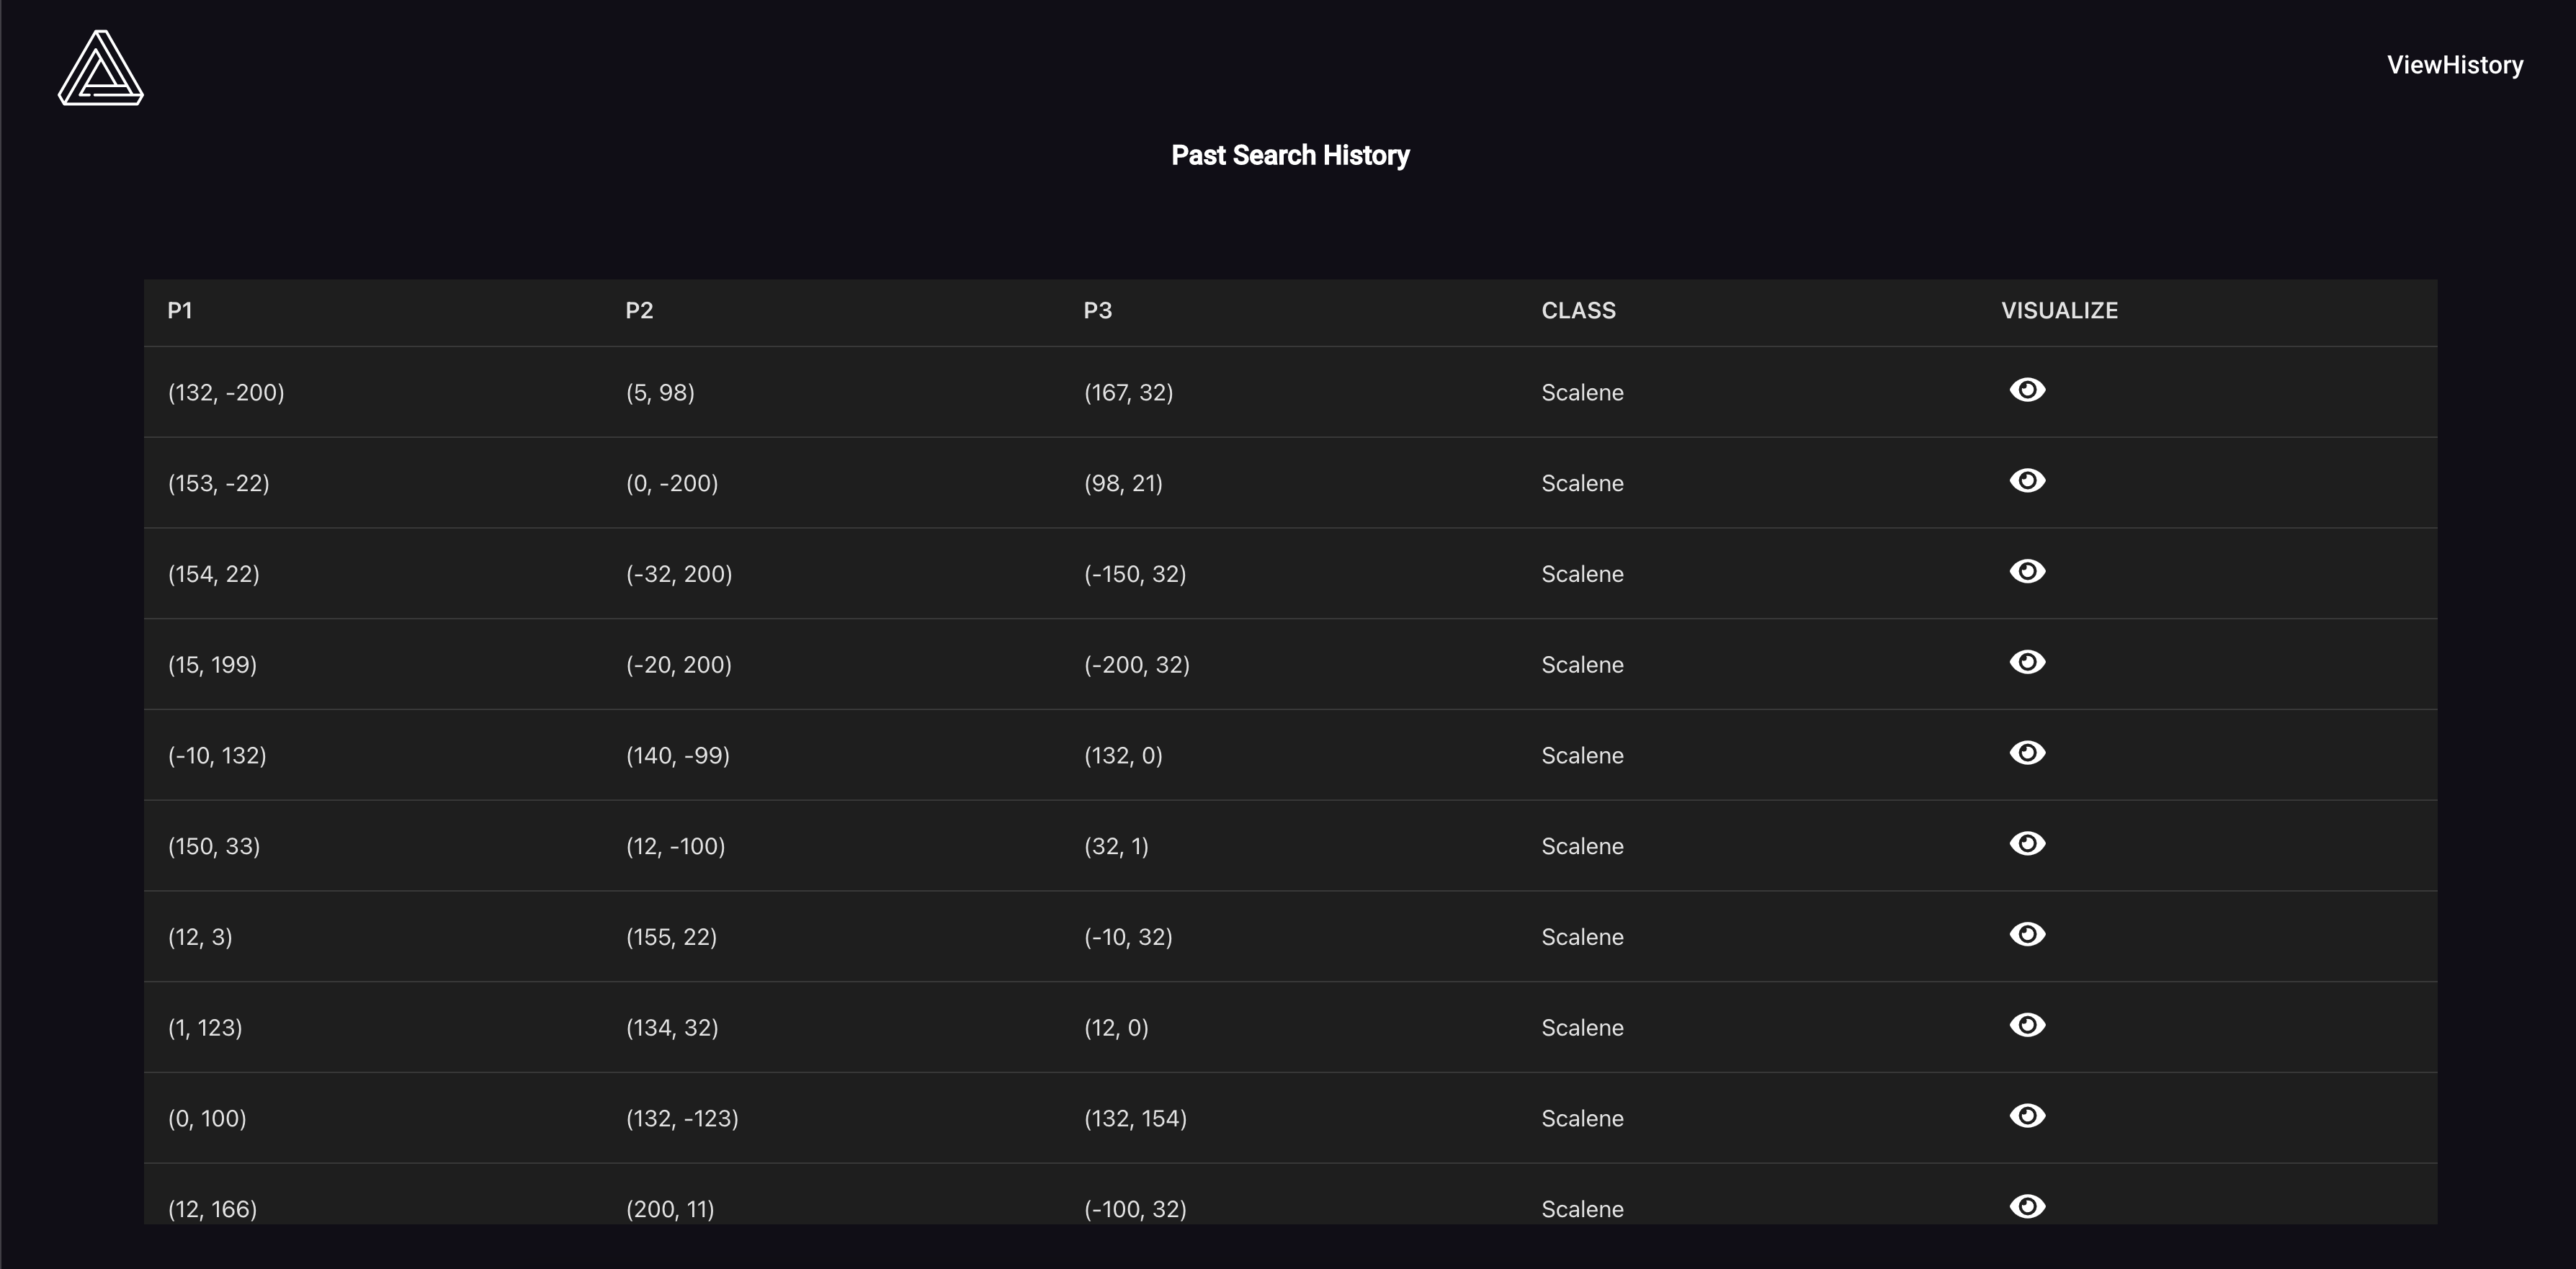 ViewHistory
Past Search History
P1 P2 P3 CLASS VISUALIZE
(132, -200) (5, 98) (167, 32) Scalene
(153, -22) (0, -200) (98, 21) Scalene
(154, 22) (-32, 200) (-150, 32) Scalene
(15, 199) (-20, 200) (-200, 32) Scalene
(-10, 132) (140, -99) (132, 0) Scalene
(150, 33) (12, -100) (32, 1) Scalene
(12, 3) (155, 22) (-10, 32) Scalene
(1, 123) (134, 32) (12, 0) Scalene
(0, 100) (132, -123) (132, 154) Scalene
(12, 166) (200, 11) (-100, 32) Scalene